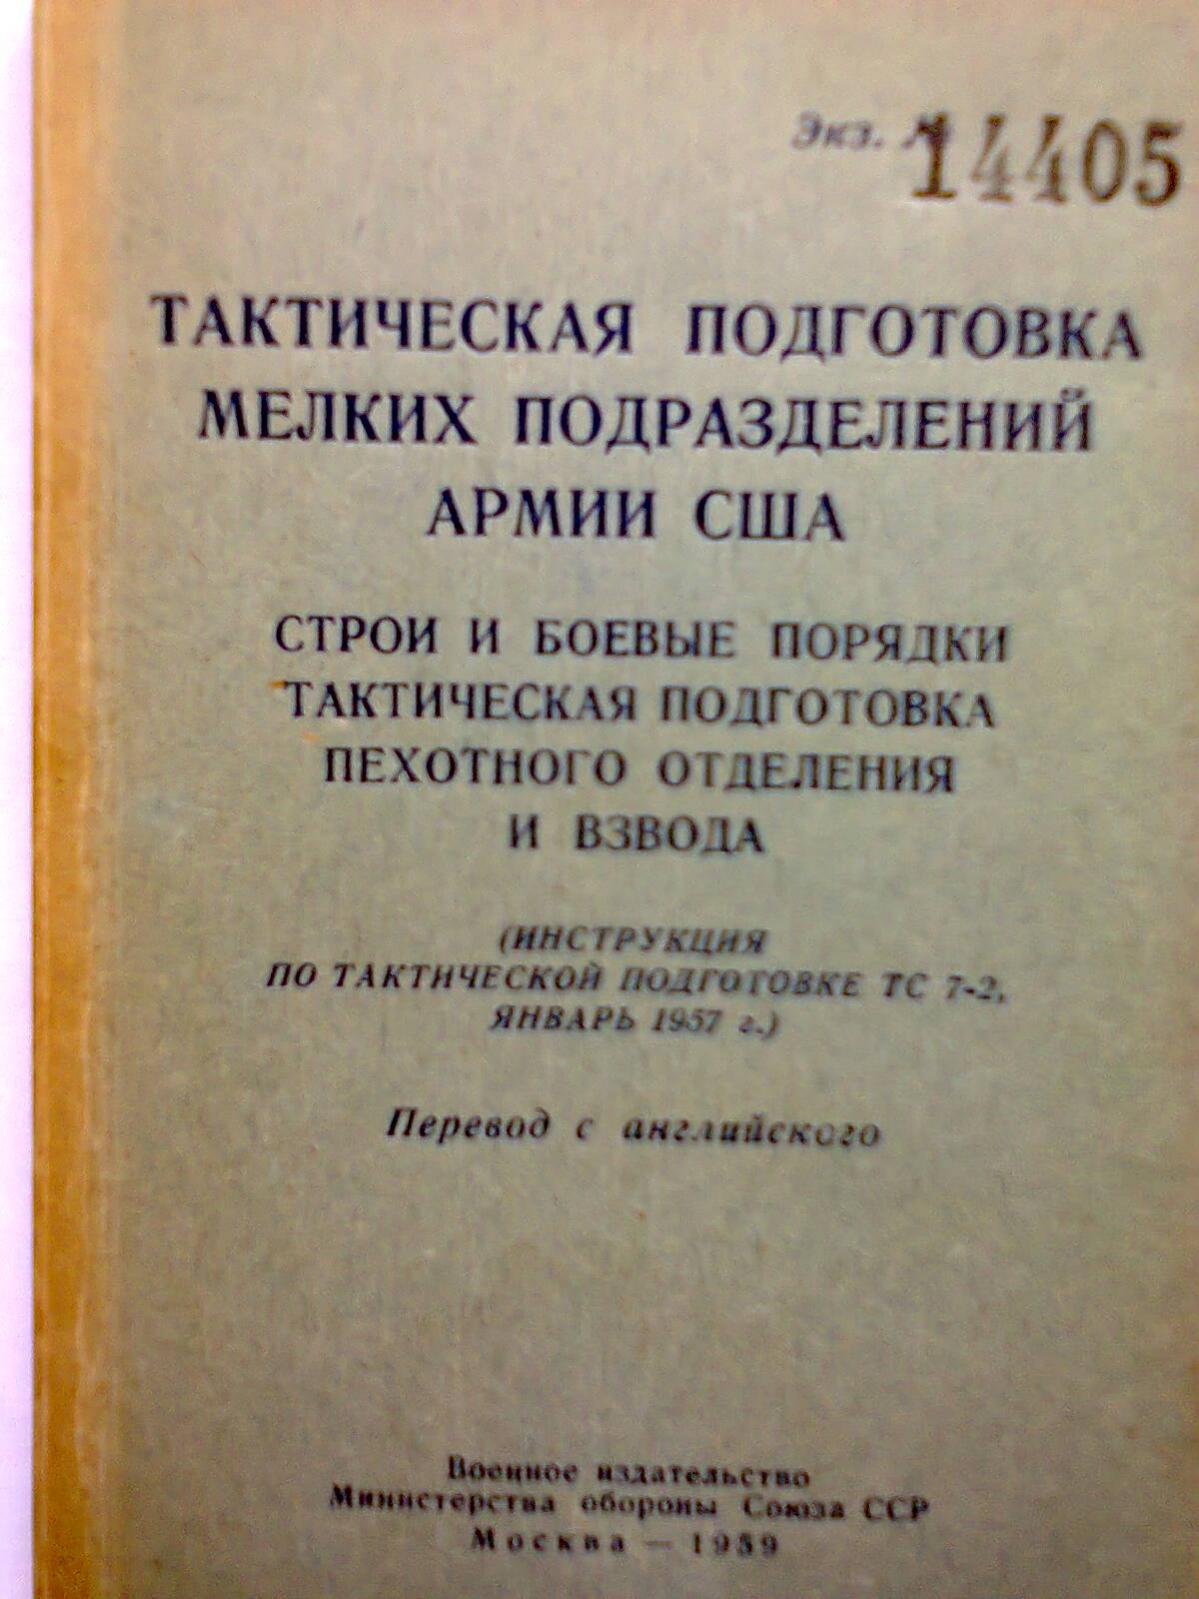 Экз. №14405
ТАКТИЧЕСКАЯ ПОДГОТОВКА
МЕЛКИХ ПОДРАЗДЕЛЕНИЙ
АРМИИ США
СТРОИ И БОЕВЫЕ ПОРЯДКИ
ТАКТИЧЕСКАЯ ПОДГОТОВКА
ПЕХОТНОГО ОТДЕЛЕНИЯ
И ВЗВОДА
(ИНСТРУКЦИЯ
ПО ТАКТИЧЕСКОЙ ПОДГОТОВКЕ ТС 7-2,
ЯНВАРЬ 1957 г.)
Перевод с английского
Военное издательство
Министерства обороны Союза ССР
Москва — 1959